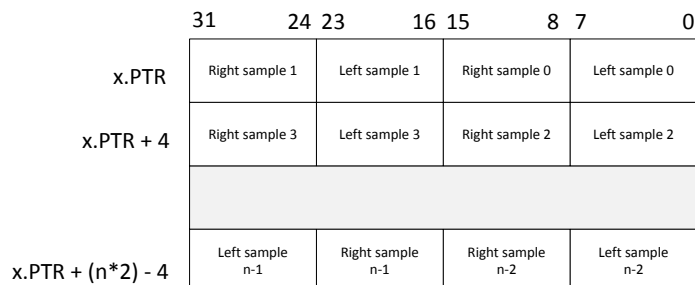 31 24 23 16 15 8 7 0
x.PTR Right sample 1 Left sample 1 Right sample 0 Left sample 0
x.PTR + 4 Right sample 3 Left sample 3 Right sample 2 Left sample 2
x.PTR + (n*2) - 4
Left sample
n-1
Right sample
n-1
Right sample
n-2
Left sample
n-2